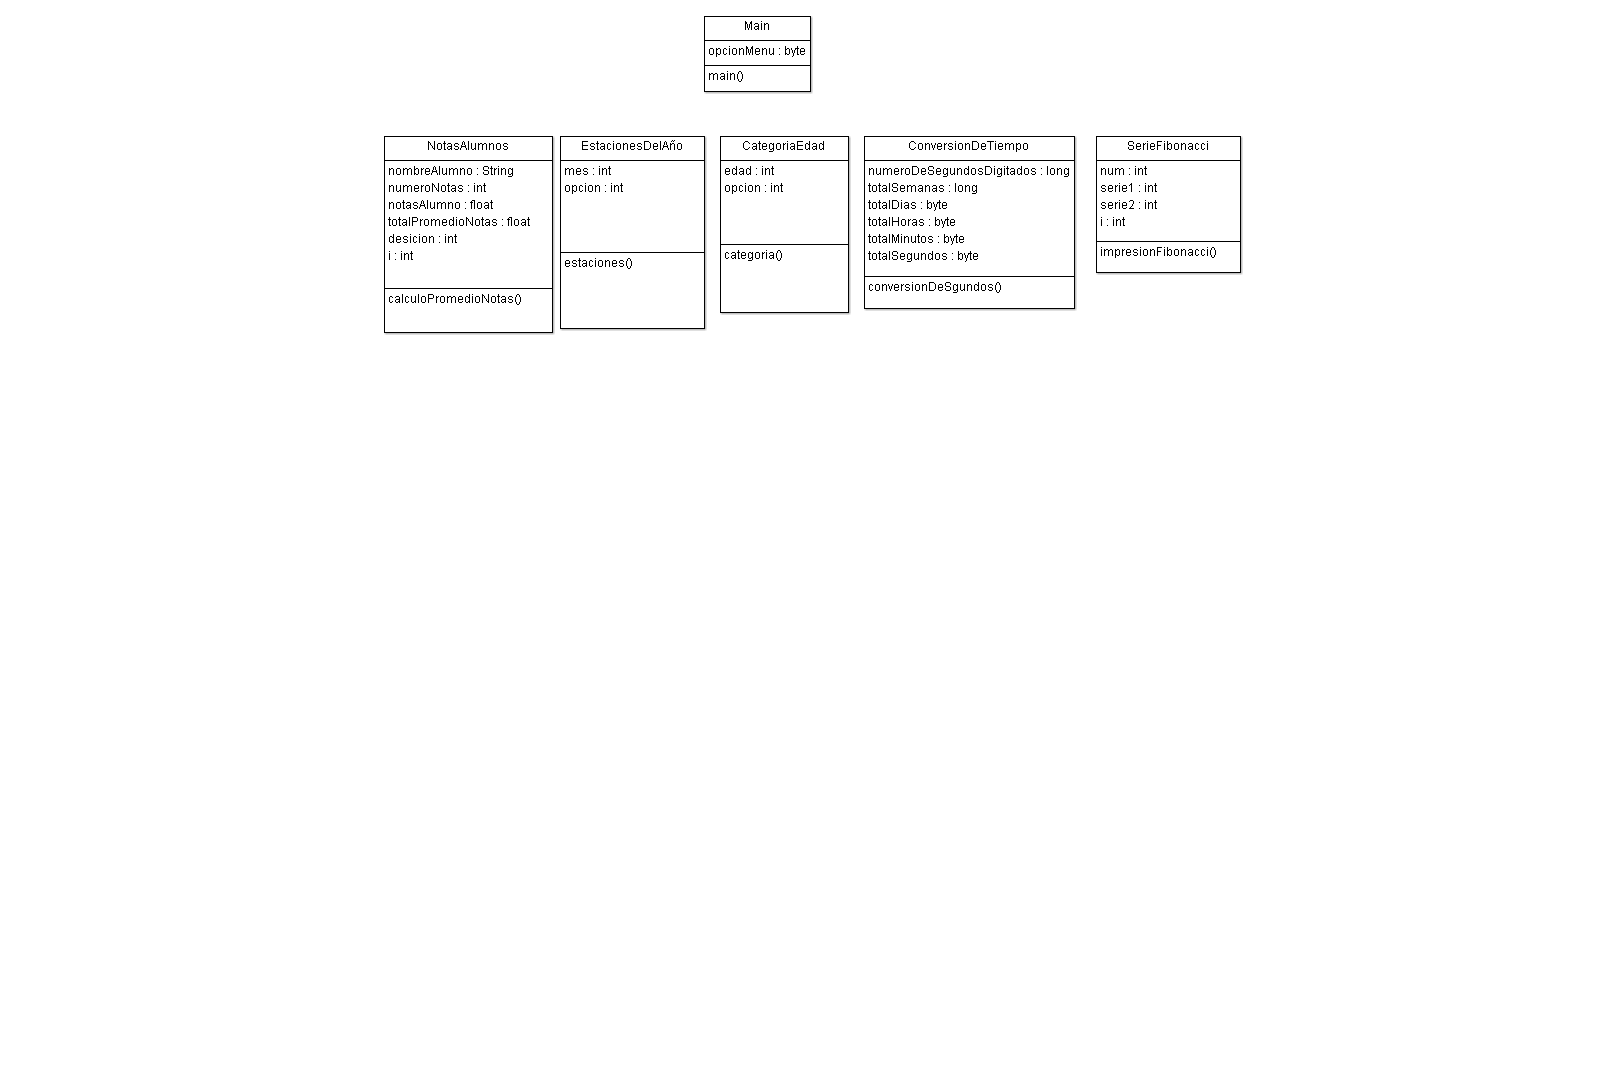 Main
opcionMenu : byte
main()
NotasAlumnos
nombreAlumno : String
numeroNotas : int
notasAlumno : float
totalPromedioNotas : float
desicion : int
i : int
calculoPromedioNotas()
EstacionesDelAño
mes : int
opcion : int
estaciones()
CategoriaEdad
edad : int
opcion : int
categoria()
ConversionDeTiempo
numeroDeSegundosDigitados : long
totalSemanas : long
totalDias : byte
totalHoras : byte
totalMinutos : byte
totalSegundos : byte
conversionDeSgundos()
SerieFibonacci
num : int
serie1 : int
serie2 : int
i : int
impresionFibonacci()